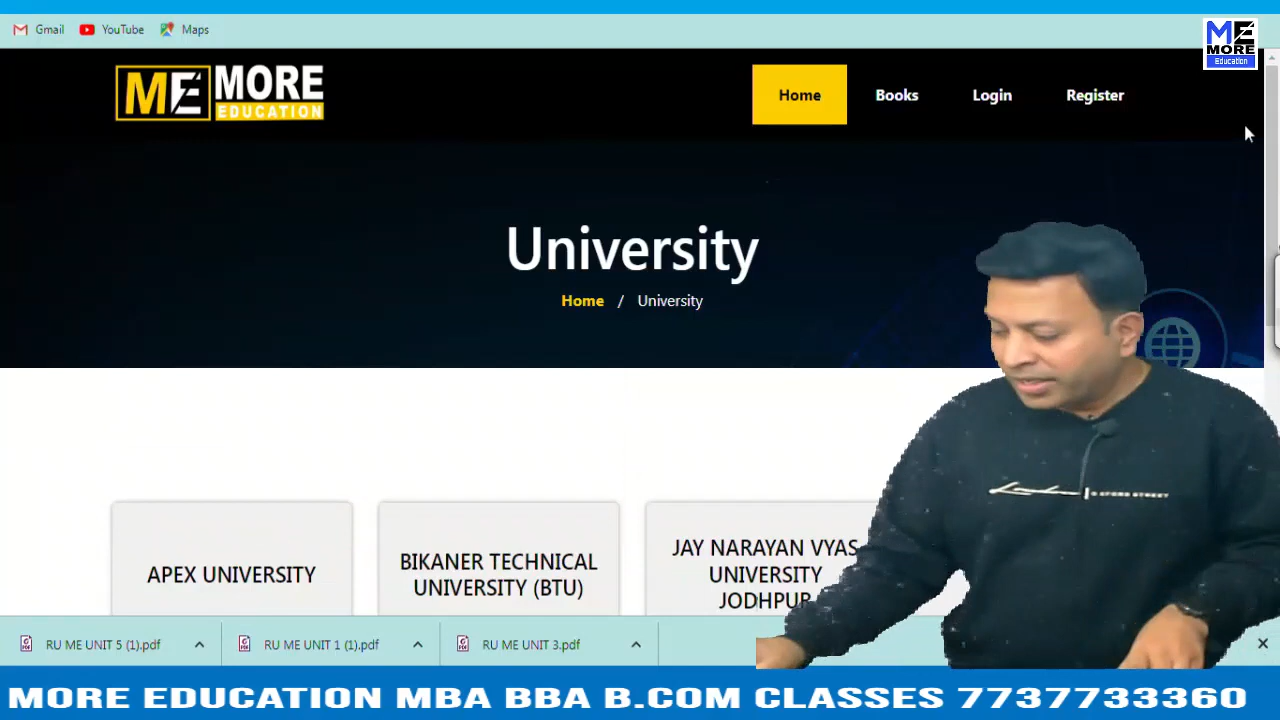 Gmail YouTube Maps
ME
MORE
Education
ME MORE
EDUCATION
Home Books Login Register
University
Home / University
APEX UNIVERSITY
BIKANER TECHNICAL
UNIVERSITY (BTU)
JAY NARAYAN VYAS
UNIVERSITY
JODHPUR
RU ME UNIT 5 (1).pdf
RU ME UNIT 1 (1).pdf
RU ME UNIT 3.pdf
MORE EDUCATION MBA BBA B.COM CLASSES 7737733360